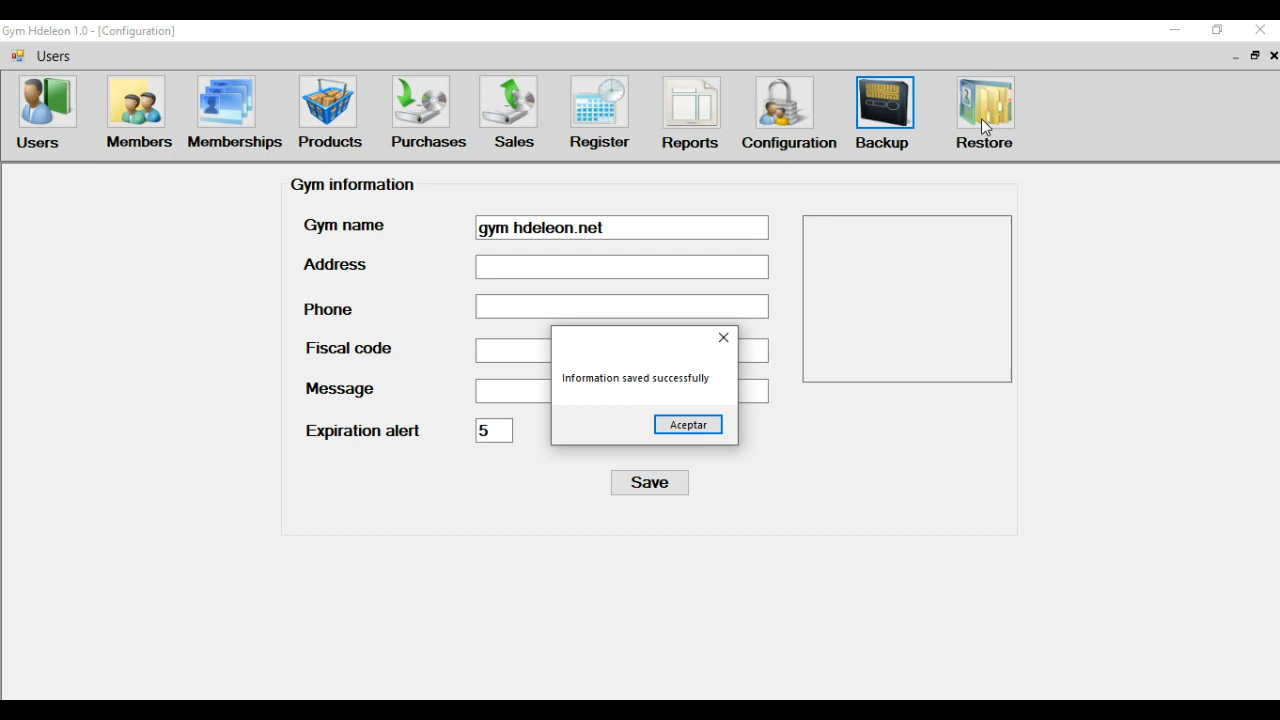 Gym Hdeleon 1.0 - [Configuration]
Users
Users Members Memberships Products Purchases Sales Register Reports Configuration Backup Restore
Gym information
Gym name gym hdeleon.net
Address
Phone
Fiscal code
Information saved successfully
Message
Aceptar
Expiration alert 5
Save